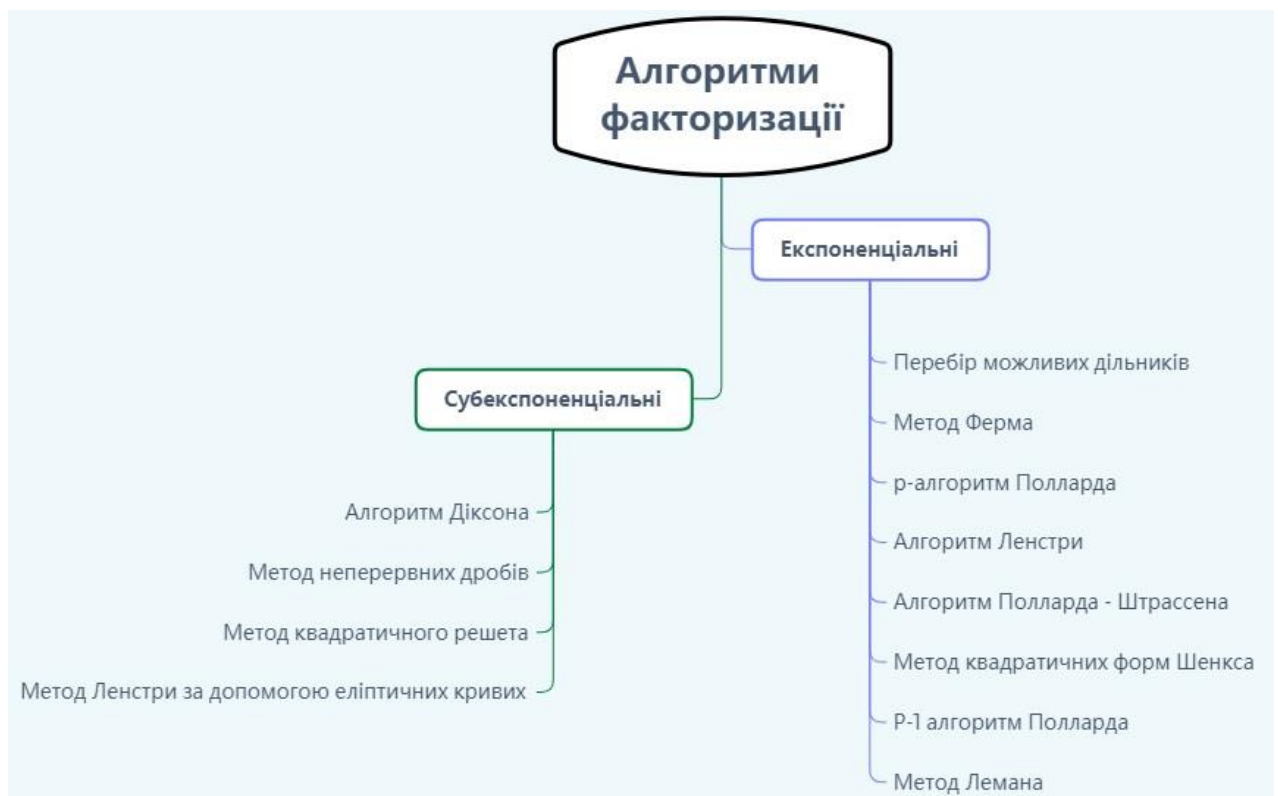 Алгоритми
факторизації
Експоненціальні
Перебір можливих дільників
Метод Ферма
р-алгоритм Полларда
Алгоритм Ленстри
Алгоритм Полларда - Штрассена
Метод квадратичних форм Шенкса
Р-1 алгоритм Полларда
Метод Лемана
Субекспоненціальні
Алгоритм Діксона
Метод неперервних дробів
Метод квадратичного решета
Метод Ленстри за допомогою еліптичних кривих